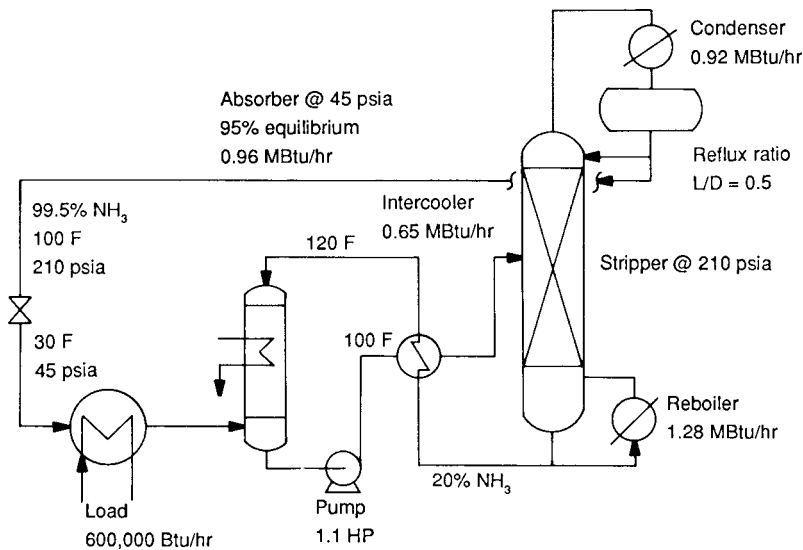 Condenser
0.92 MBtu/hr
Absorber @ 45 psia
95% equilibrium
0.96 MBtu/hr
Reflux ratio
L/D = 0.5
99.5% NH₃
100 F
210 psia
Intercooler
0.65 MBtu/hr
120 F
Stripper @ 210 psia
100 F
30 F
45 psia
Reboiler
1.28 MBtu/hr
20% NH₃
Load
600,000 Btu/hr
Pump
1.1 HP